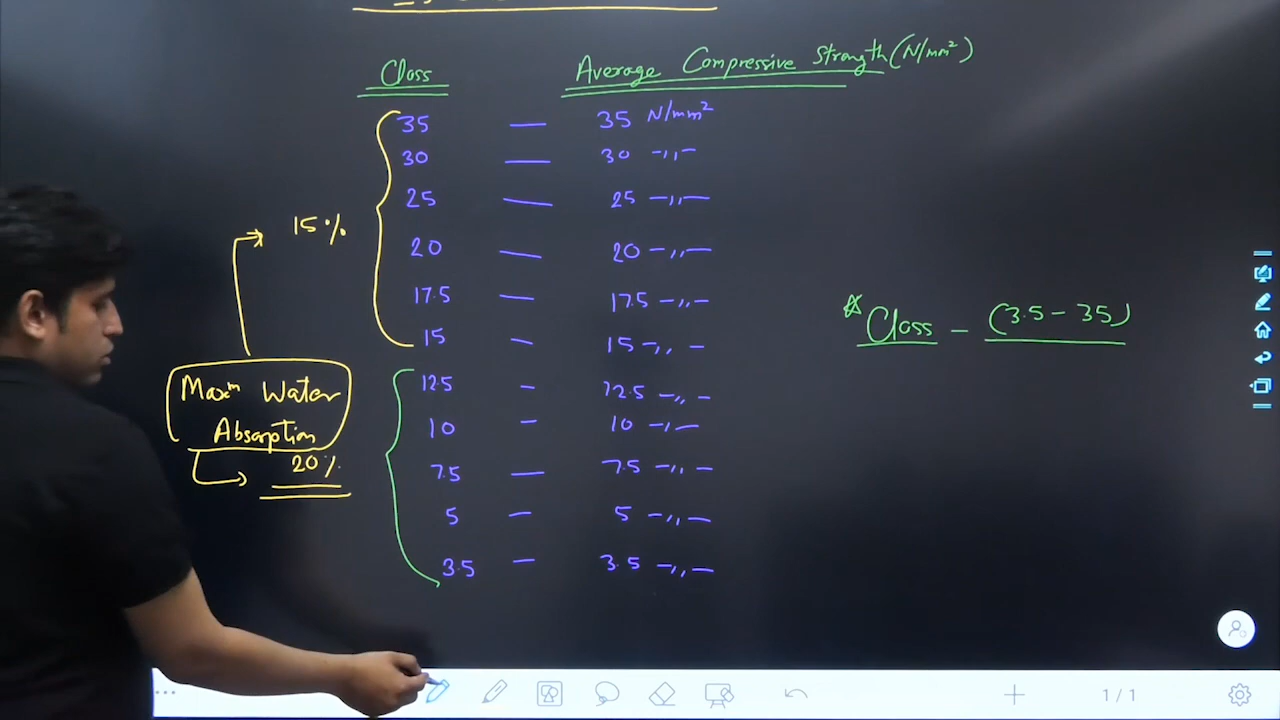 Class Average Compressive Strength (N/mm²)
35 — 35 N/mm²
30 — 30 -,,-
25 — 25 -,,-
15%
20 — 20 -,,-
17.5 — 17.5 -,,-
* Class - (3.5 - 35)
15 - 15 -,,-
Maxᵐ Water
Absorption
20%
12.5 - 12.5 -,,-
10 - 10 -,,-
7.5 — 7.5 -,,-
5 - 5 -,,-
3.5 - 3.5 -,,-
1/1